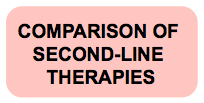 COMPARISON OF
SECOND-LINE
THERAPIES